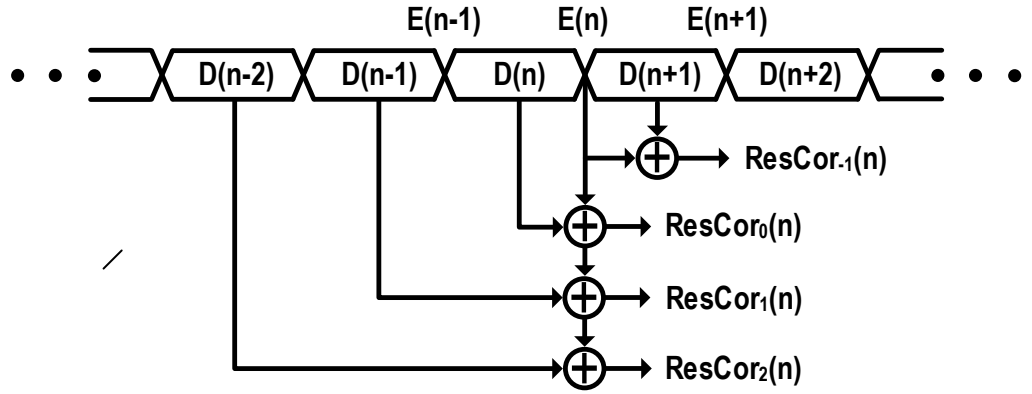 E(n-1) E(n) E(n+1)
D(n-2) D(n-1) D(n) D(n+1) D(n+2)
ResCor-1(n)
ResCor0(n)
ResCor1(n)
ResCor2(n)